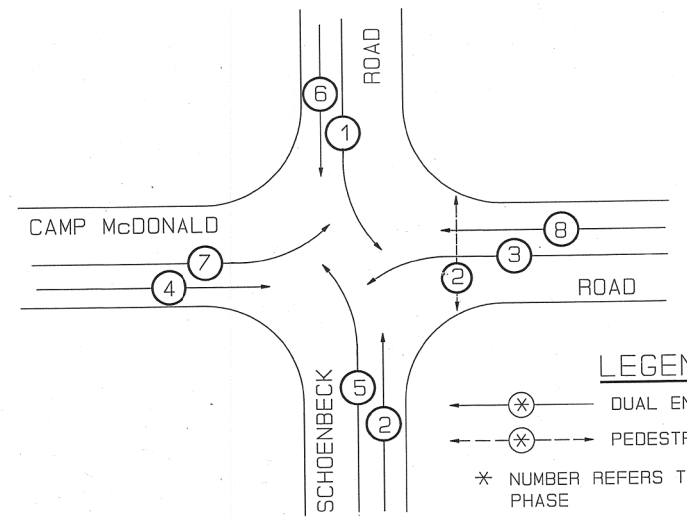 ROAD
6
1
CAMP McDONALD
8
7
3
2
4
ROAD
SCHOENBECK
5
2
LEGEN
* DUAL EN
* PEDESTR
* NUMBER REFERS T
PHASE